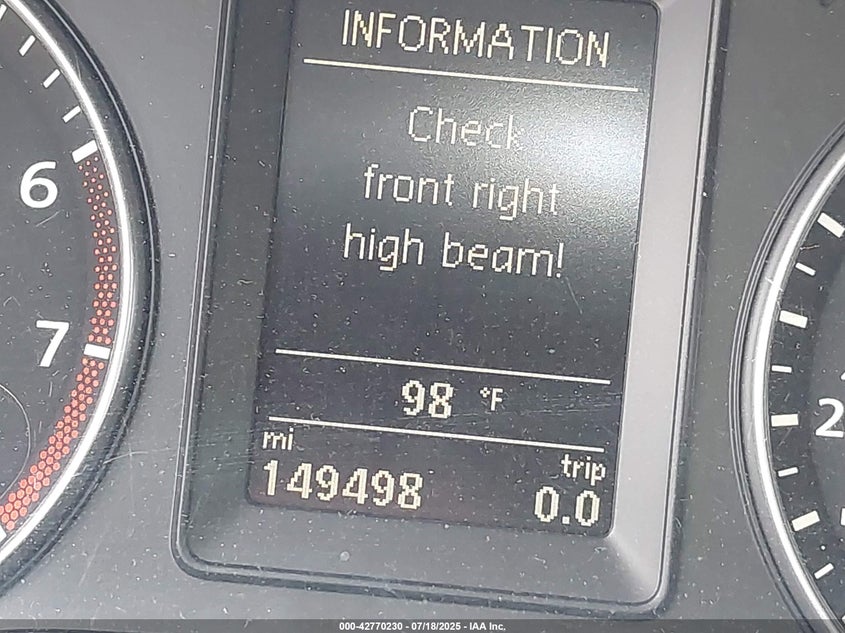 INFORMATION
Check
front right
high beam!
98 °F
mi
trip
149498
0.0
6
7
2
000-42770230 - 07/18/2025 - IAA Inc.